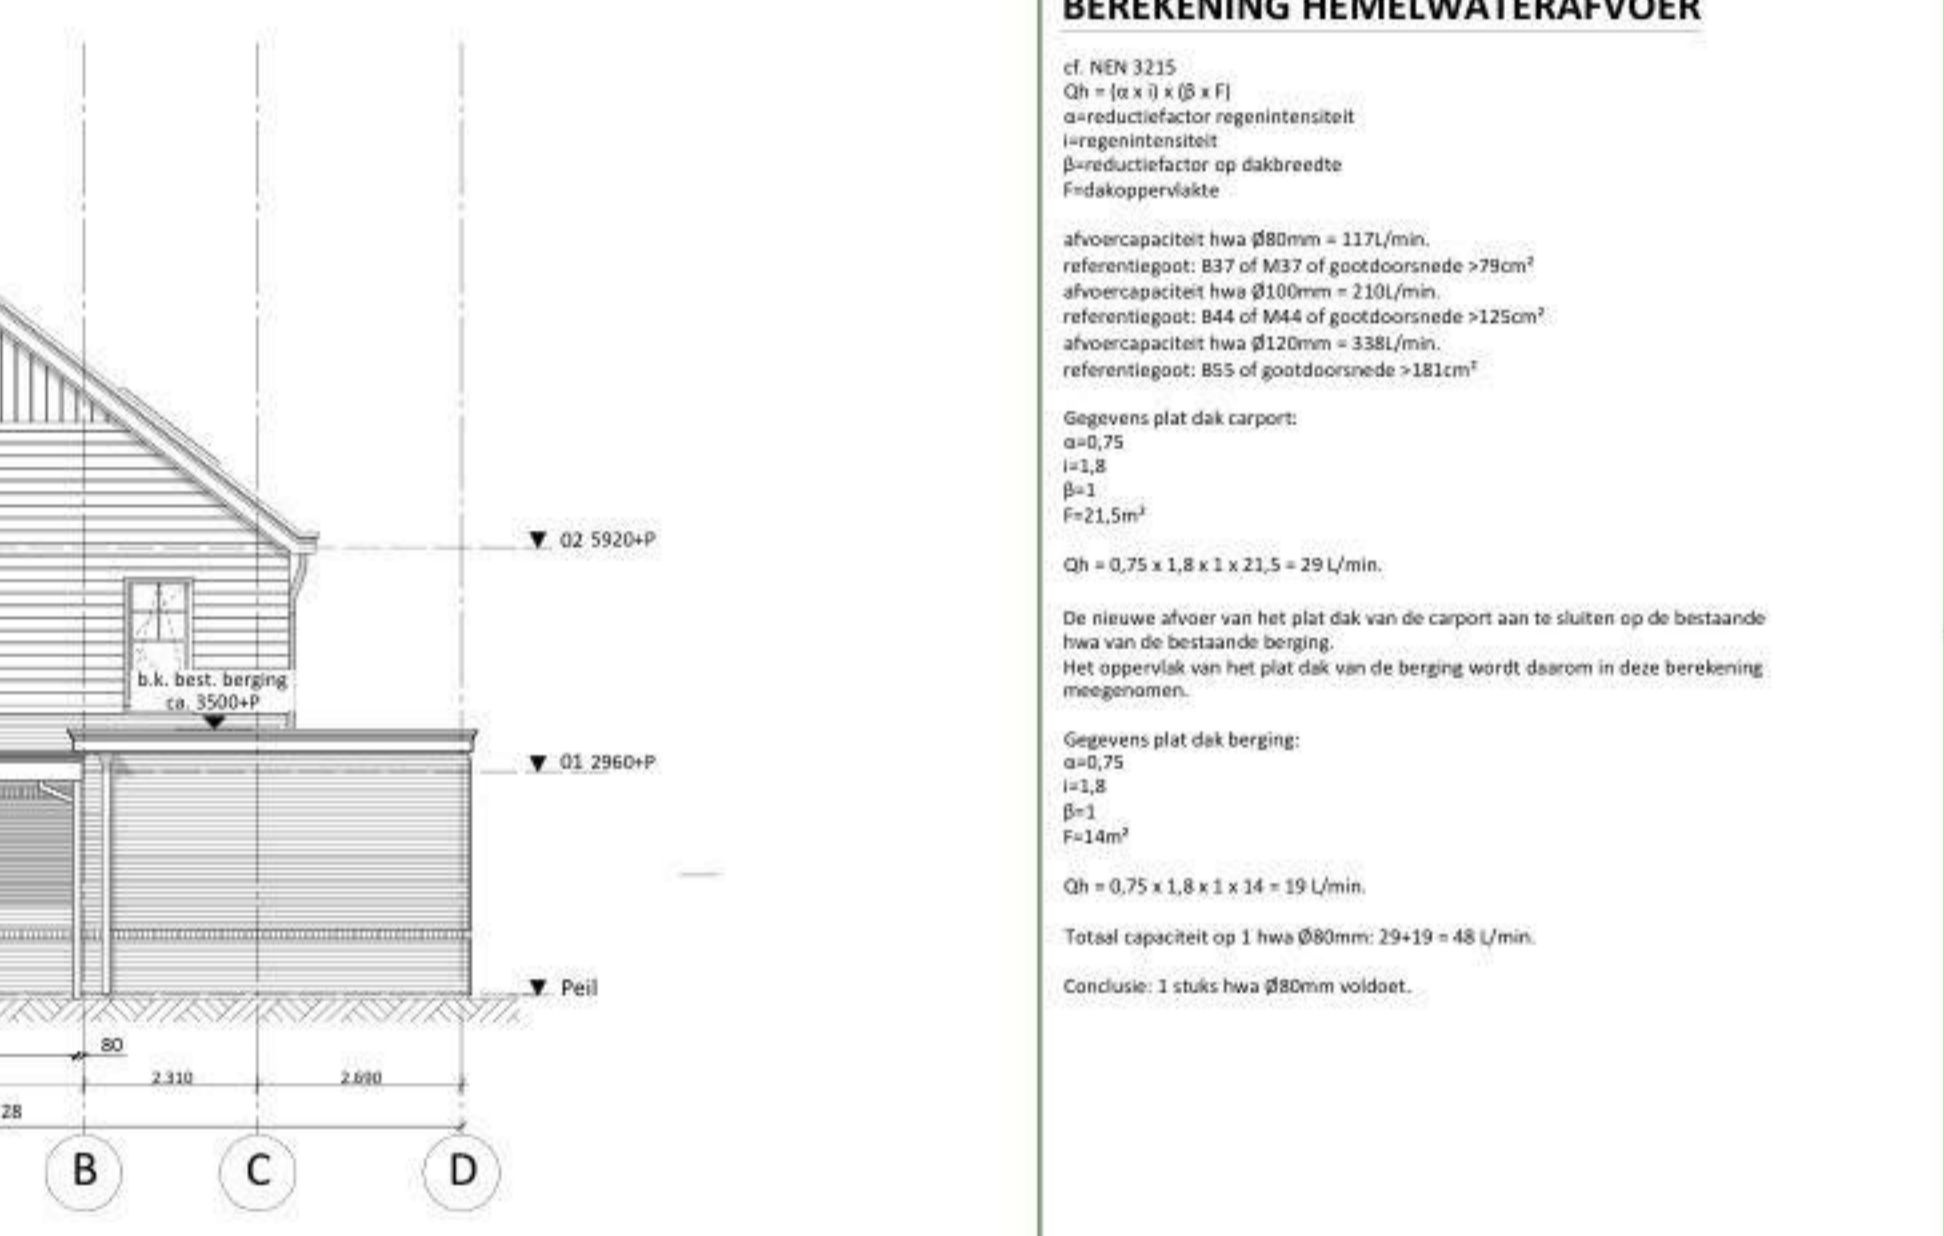 02 5920+P
b.k. best. berging
ca. 3500+P
01 2960+P
Peil
80
2.310
2.690
28
B
C
D
BEREKENING HEMELWATERAFVOER
cf. NEN 3215
Qh = (α x i) x (β x F)
α=reductiefactor regenintensiteit
i=regenintensiteit
β=reductiefactor op dakbreedte
F=dakoppervlakte
afvoercapaciteit hwa Ø80mm = 117L/min.
referentiegoot: B37 of M37 of gootdoorsnede >79cm²
afvoercapaciteit hwa Ø100mm = 210L/min.
referentiegoot: B44 of M44 of gootdoorsnede >125cm²
afvoercapaciteit hwa Ø120mm = 338L/min.
referentiegoot: B55 of gootdoorsnede >181cm²
Gegevens plat dak carport:
α=0,75
i=1,8
β=1
F=21,5m²
Qh = 0,75 x 1,8 x 1 x 21,5 = 29 L/min.
De nieuwe afvoer van het plat dak van de carport aan te sluiten op de bestaande
hwa van de bestaande berging.
Het oppervlak van het plat dak van de berging wordt daarom in deze berekening
meegenomen.
Gegevens plat dak berging:
α=0,75
i=1,8
β=1
F=14m²
Qh = 0,75 x 1,8 x 1 x 14 = 19 L/min.
Totaal capaciteit op 1 hwa Ø80mm: 29+19 = 48 L/min.
Conclusie: 1 stuks hwa Ø80mm voldoet.